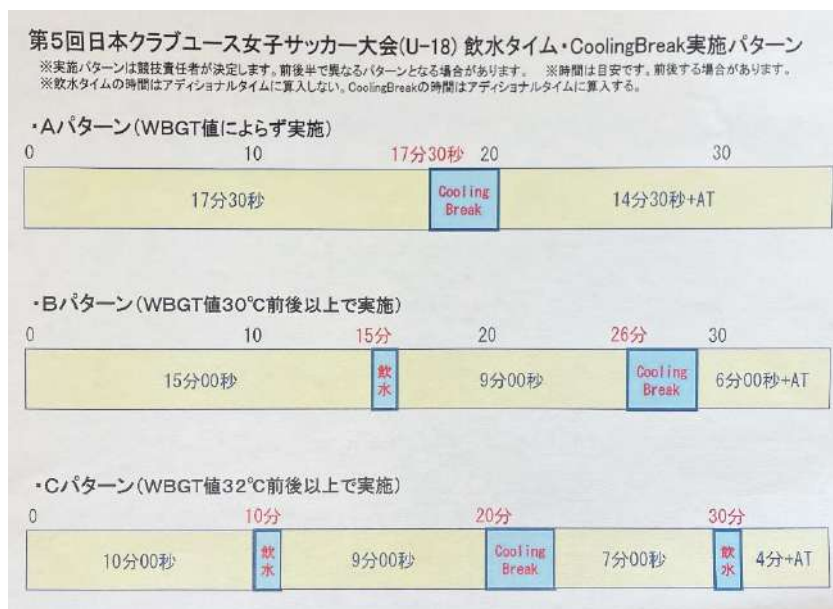 第5回日本クラブユース女子サッカー大会(U-18) 飲水タイム・CoolingBreak実施パターン
※実施パターンは競技責任者が決定します。前後半で異なるパターンとなる場合があります。 ※時間は目安です。前後する場合があります。
※飲水タイムの時間はアディショナルタイムに算入しない。CoolingBreakの時間はアディショナルタイムに算入する。
・Aパターン(WBGT値によらず実施)
0 10 17分30秒 20 30
17分30秒 Cooling Break 14分30秒+AT
・Bパターン(WBGT値30℃前後以上で実施)
0 10 15分 20 26分 30
15分00秒 飲水 9分00秒 Cooling Break 6分00秒+AT
・Cパターン(WBGT値32℃前後以上で実施)
0 10分 20分 30分
10分00秒 飲水 9分00秒 Cooling Break 7分00秒 飲水 4分+AT